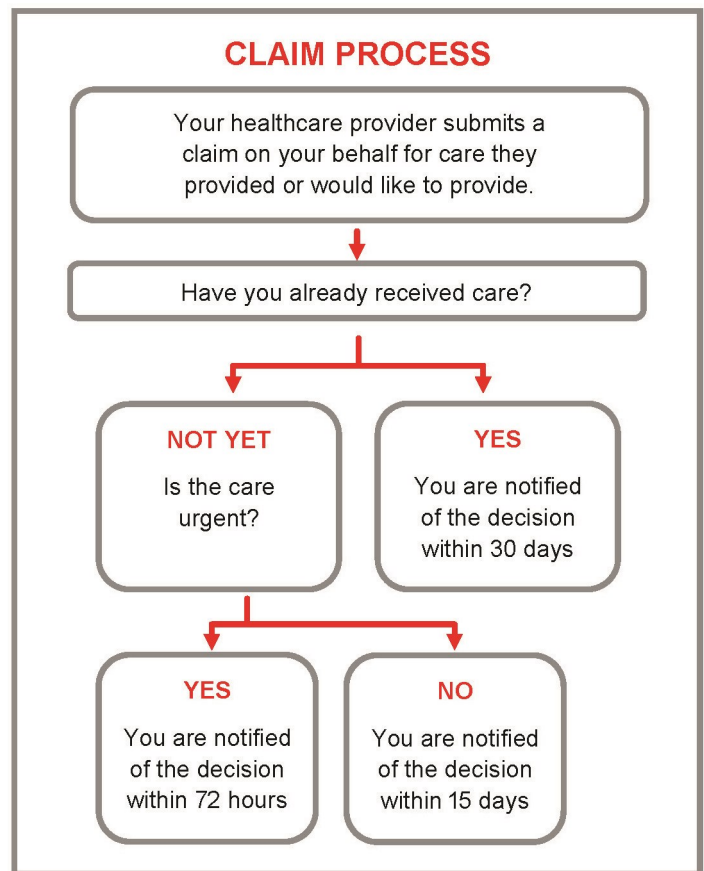 CLAIM PROCESS
Your healthcare provider submits a
claim on your behalf for care they
provided or would like to provide.
Have you already received care?
NOT YET
Is the care
urgent?
YES
You are notified
of the decision
within 30 days
YES
You are notified
of the decision
within 72 hours
NO
You are notified
of the decision
within 15 days